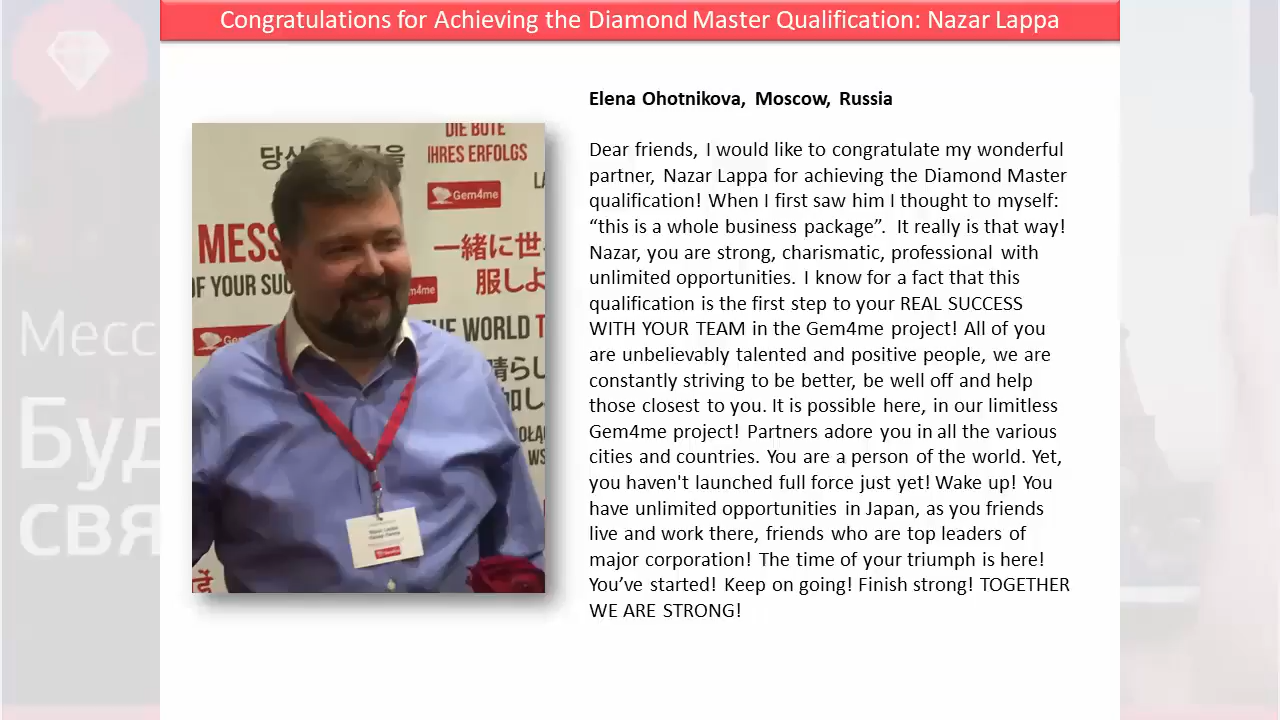 Congratulations for Achieving the Diamond Master Qualification: Nazar Lappa
Elena Ohotnikova, Moscow, Russia
Dear friends, I would like to congratulate my wonderful
partner, Nazar Lappa for achieving the Diamond Master
qualification! When I first saw him I thought to myself:
“this is a whole business package”. It really is that way!
Nazar, you are strong, charismatic, professional with
unlimited opportunities. I know for a fact that this
qualification is the first step to your REAL SUCCESS
WITH YOUR TEAM in the Gem4me project! All of you
are unbelievably talented and positive people, we are
constantly striving to be better, be well off and help
those closest to you. It is possible here, in our limitless
Gem4me project! Partners adore you in all the various
cities and countries. You are a person of the world. Yet,
you haven't launched full force just yet! Wake up! You
have unlimited opportunities in Japan, as you friends
live and work there, friends who are top leaders of
major corporation! The time of your triumph is here!
You’ve started! Keep on going! Finish strong! TOGETHER
WE ARE STRONG!
DIE BOTE
IHRES ERFOLGS
Gem4me
MESS
一緒に世
OF YOUR SUC
服しよ
m4me
HE WORLD T
Ge
晴らし
加し
WS
Месс
Буд
свя